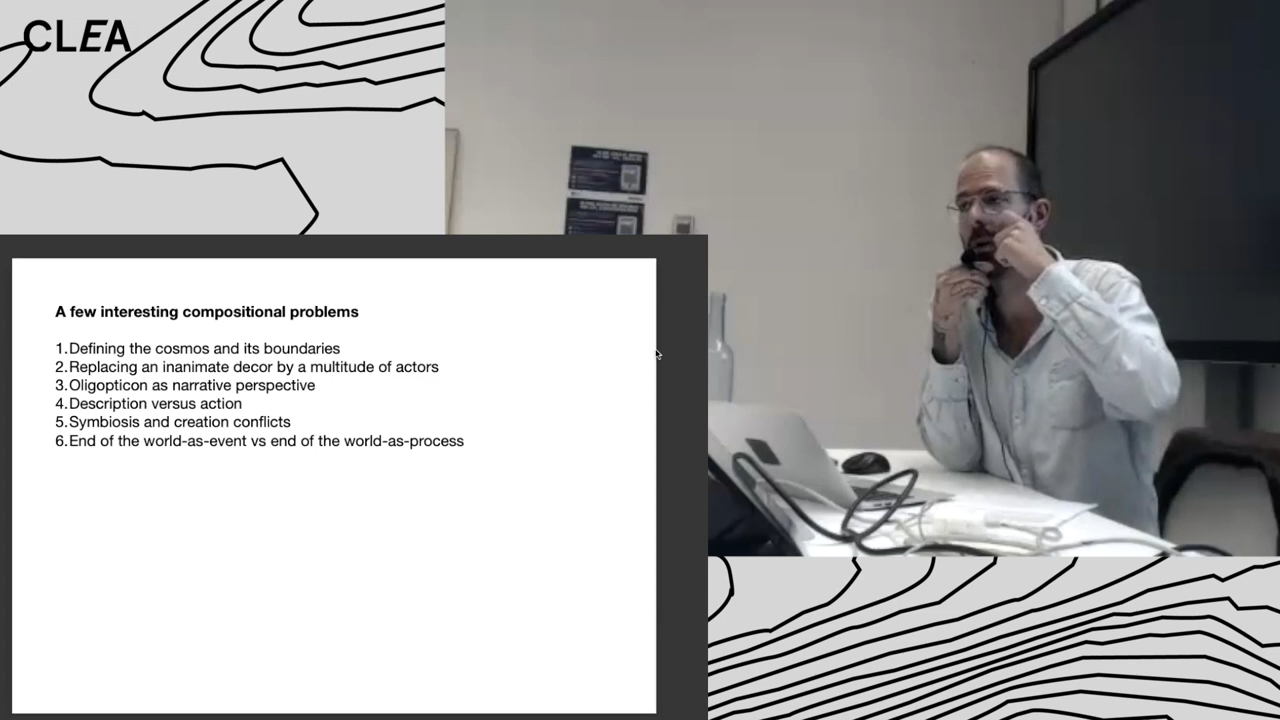 CLEA
A few interesting compositional problems
1.Defining the cosmos and its boundaries
2.Replacing an inanimate decor by a multitude of actors
3.Oligopticon as narrative perspective
4.Description versus action
5.Symbiosis and creation conflicts
6.End of the world-as-event vs end of the world-as-process